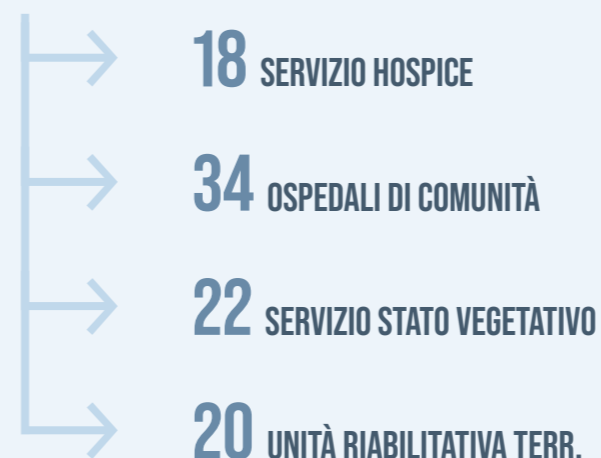 18 SERVIZIO HOSPICE
34 OSPEDALI DI COMUNITÀ
22 SERVIZIO STATO VEGETATIVO
20 UNITÀ RIABILITATIVA TERR.